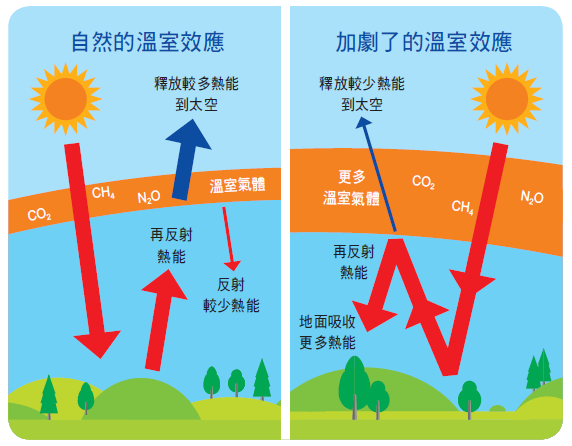 自然的溫室效應
釋放較多熱能
到太空
CO₂
CH₄
N₂O
溫室氣體
再反射
熱能
反射
較少熱能
加劇了的溫室效應
釋放較少熱能
到太空
更多
溫室氣體
CO₂
CH₄
N₂O
再反射
熱能
地面吸收
更多熱能